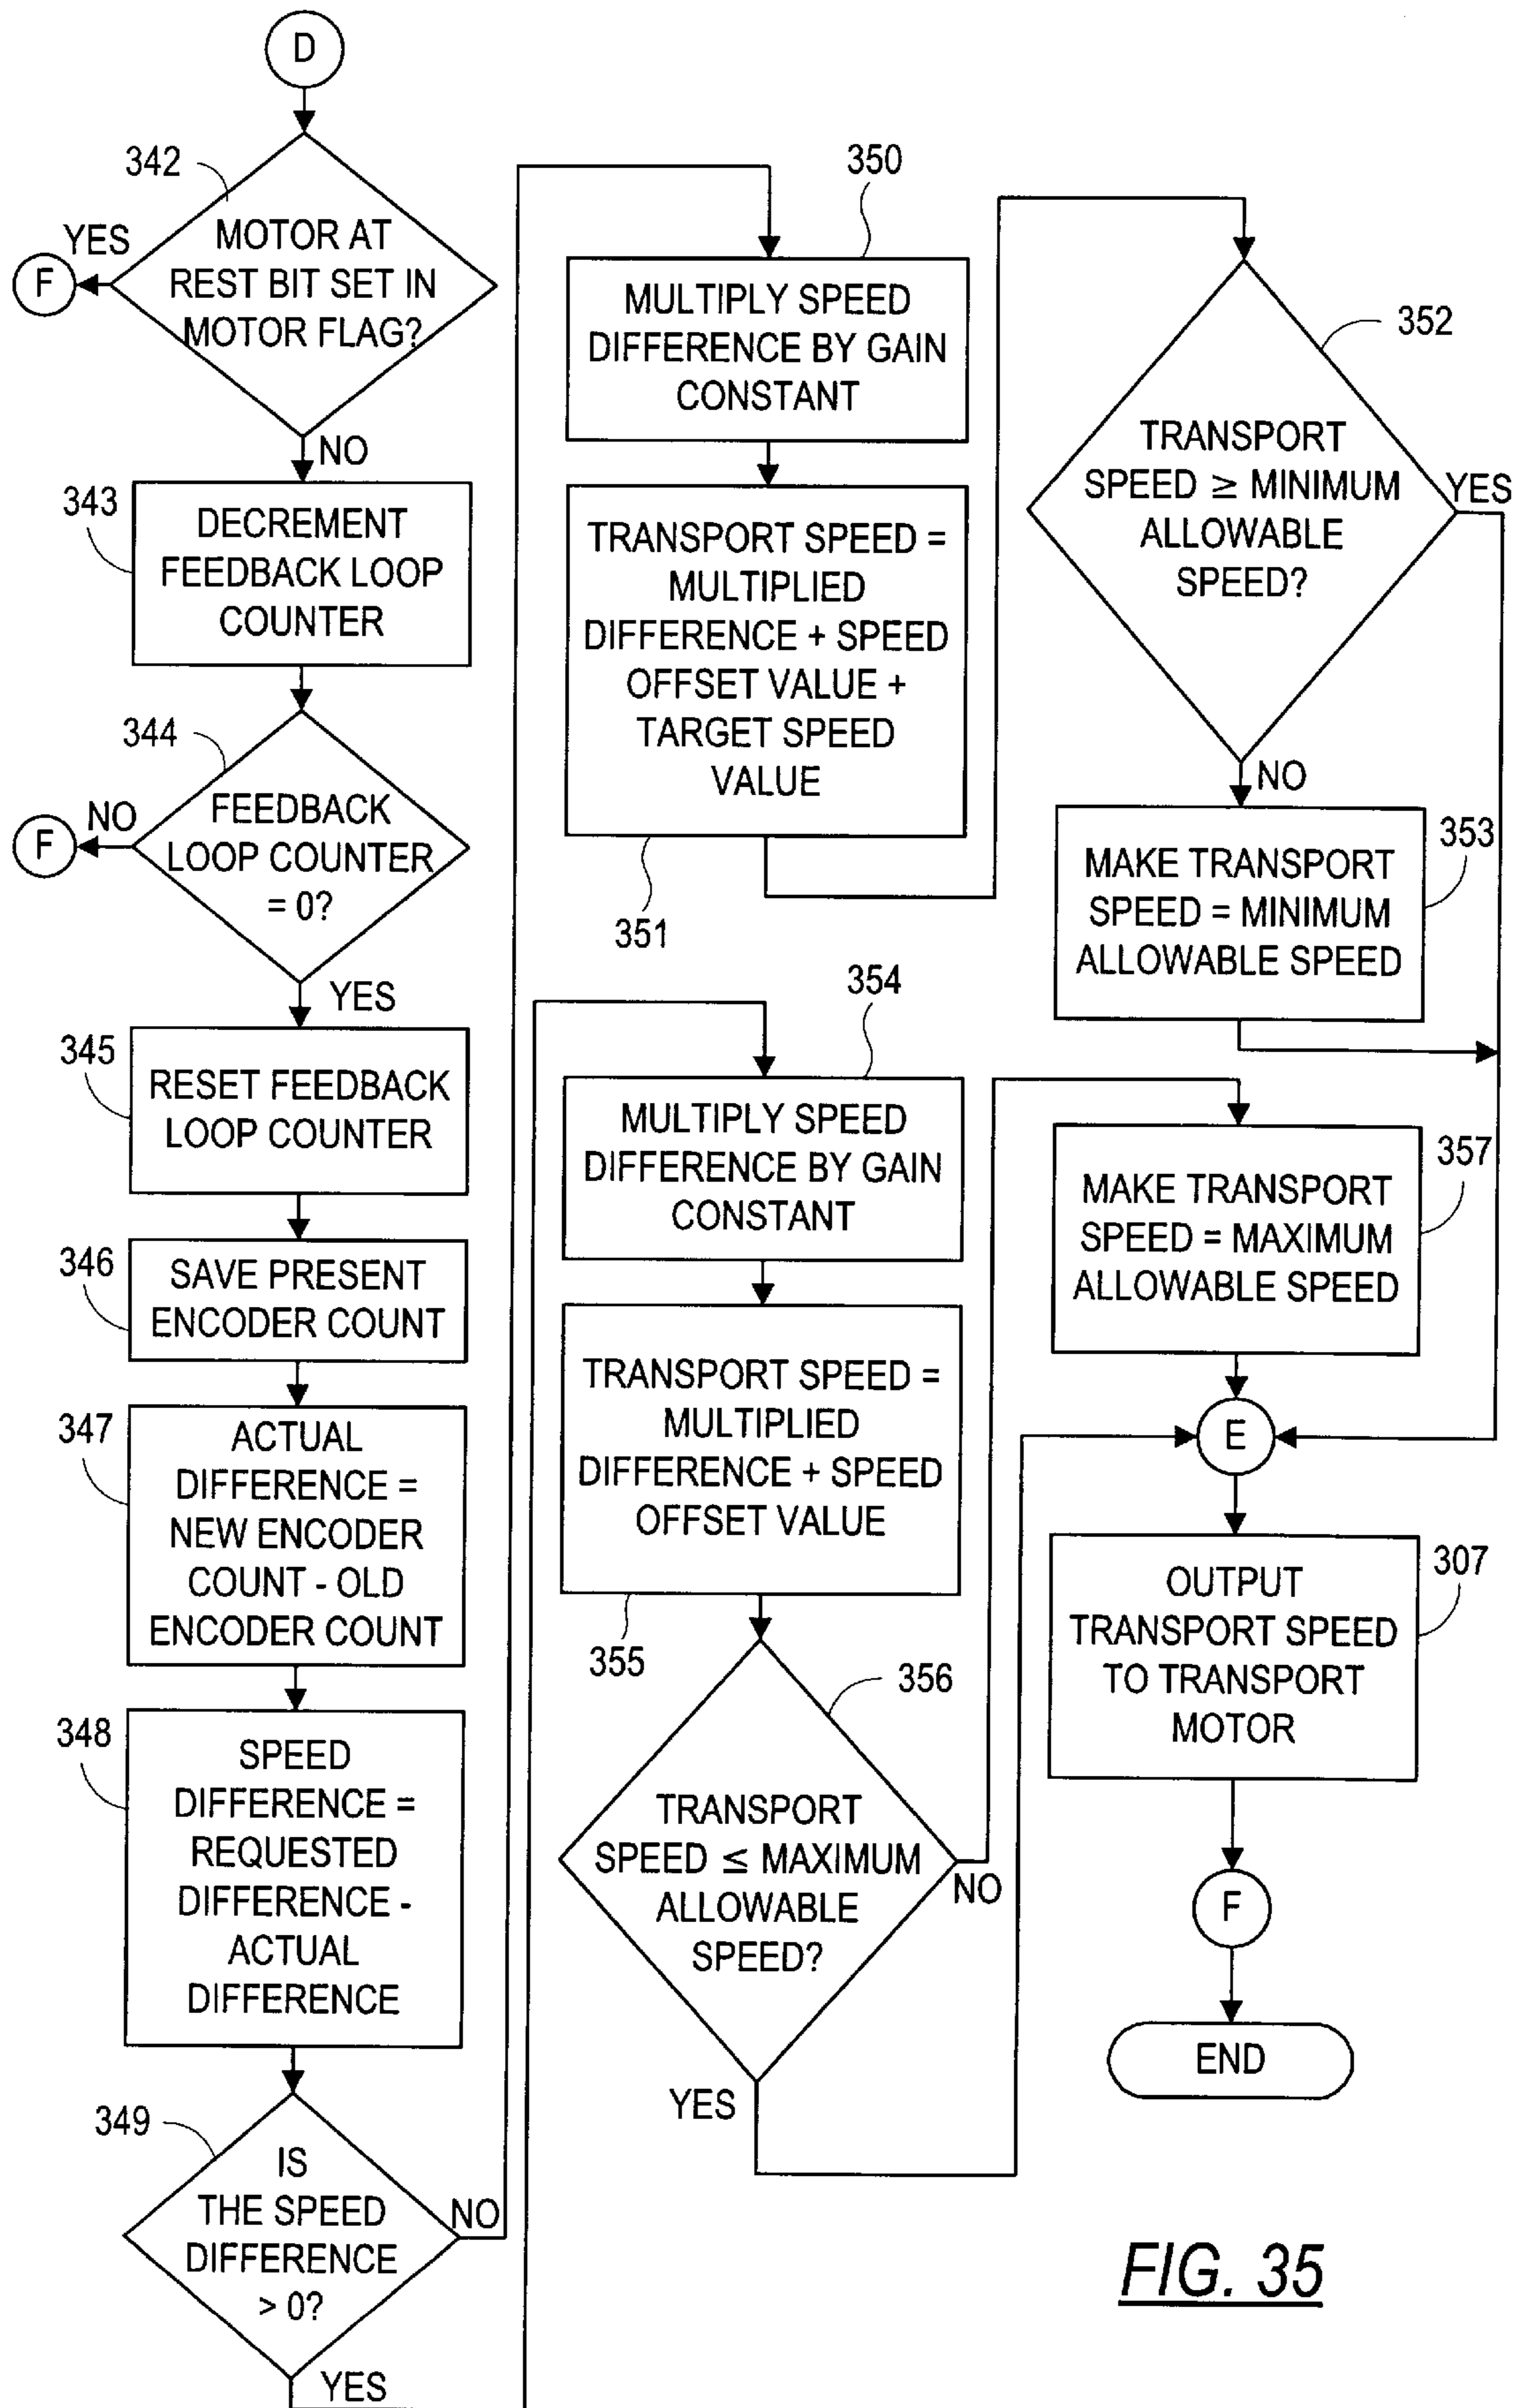 D
342
MOTOR AT
REST BIT SET IN
MOTOR FLAG?
YES
F
NO
343
DECREMENT
FEEDBACK LOOP
COUNTER
344
FEEDBACK
LOOP COUNTER
= 0?
NO
F
YES
345
RESET FEEDBACK
LOOP COUNTER
346
SAVE PRESENT
ENCODER COUNT
347
ACTUAL
DIFFERENCE =
NEW ENCODER
COUNT - OLD
ENCODER COUNT
348
SPEED
DIFFERENCE =
REQUESTED
DIFFERENCE -
ACTUAL
DIFFERENCE
349
IS
THE SPEED
DIFFERENCE
> 0?
NO
YES
350
MULTIPLY SPEED
DIFFERENCE BY GAIN
CONSTANT
TRANSPORT SPEED =
MULTIPLIED
DIFFERENCE + SPEED
OFFSET VALUE +
TARGET SPEED
VALUE
351
354
MULTIPLY SPEED
DIFFERENCE BY GAIN
CONSTANT
TRANSPORT SPEED =
MULTIPLIED
DIFFERENCE + SPEED
OFFSET VALUE
355
356
TRANSPORT
SPEED ≤ MAXIMUM
ALLOWABLE
SPEED?
NO
YES
352
TRANSPORT
SPEED ≥ MINIMUM
ALLOWABLE
SPEED?
YES
NO
353
MAKE TRANSPORT
SPEED = MINIMUM
ALLOWABLE SPEED
357
MAKE TRANSPORT
SPEED = MAXIMUM
ALLOWABLE SPEED
E
307
OUTPUT
TRANSPORT SPEED
TO TRANSPORT
MOTOR
F
END
FIG. 35